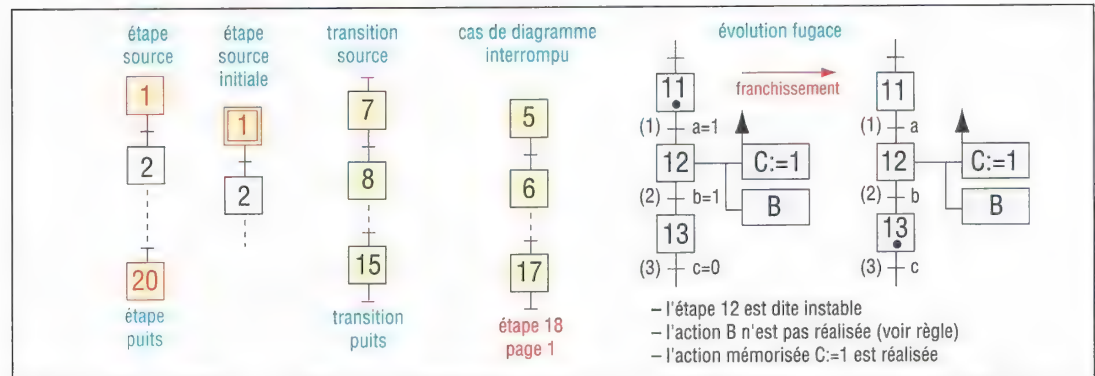 étape
source
1
2
20
étape
puits
étape
source
initiale
1
2
transition
source
7
8
15
transition
puits
cas de diagramme
interrompu
5
6
17
étape 18
page 1
évolution fugace
franchissement
11
(1) a=1
12 C:=1
(2) b=1 B
13
(3) c=0
11
(1) a
12 C:=1
(2) b B
13
(3) c
– l'étape 12 est dite instable
– l'action B n'est pas réalisée (voir règle)
– l'action mémorisée C:=1 est réalisée